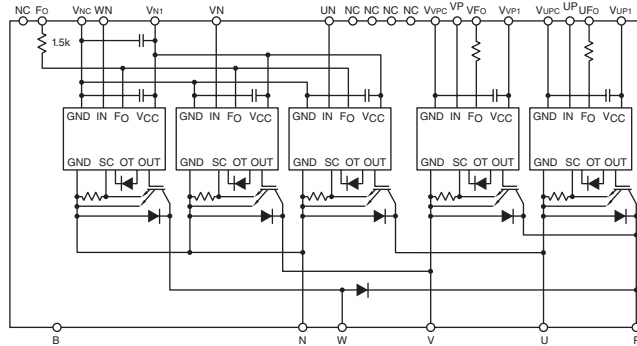 NC FO VNC WN VN1 VN UN NC NC NC NC VVPC VP VFO VVP1 VUPC UP UFO VUP1
1.5k
GND IN FO VCC GND IN FO VCC GND IN FO VCC GND IN FO VCC GND IN FO VCC
GND SC OT OUT GND SC OT OUT GND SC OT OUT GND SC OT OUT GND SC OT OUT
B N W V U P